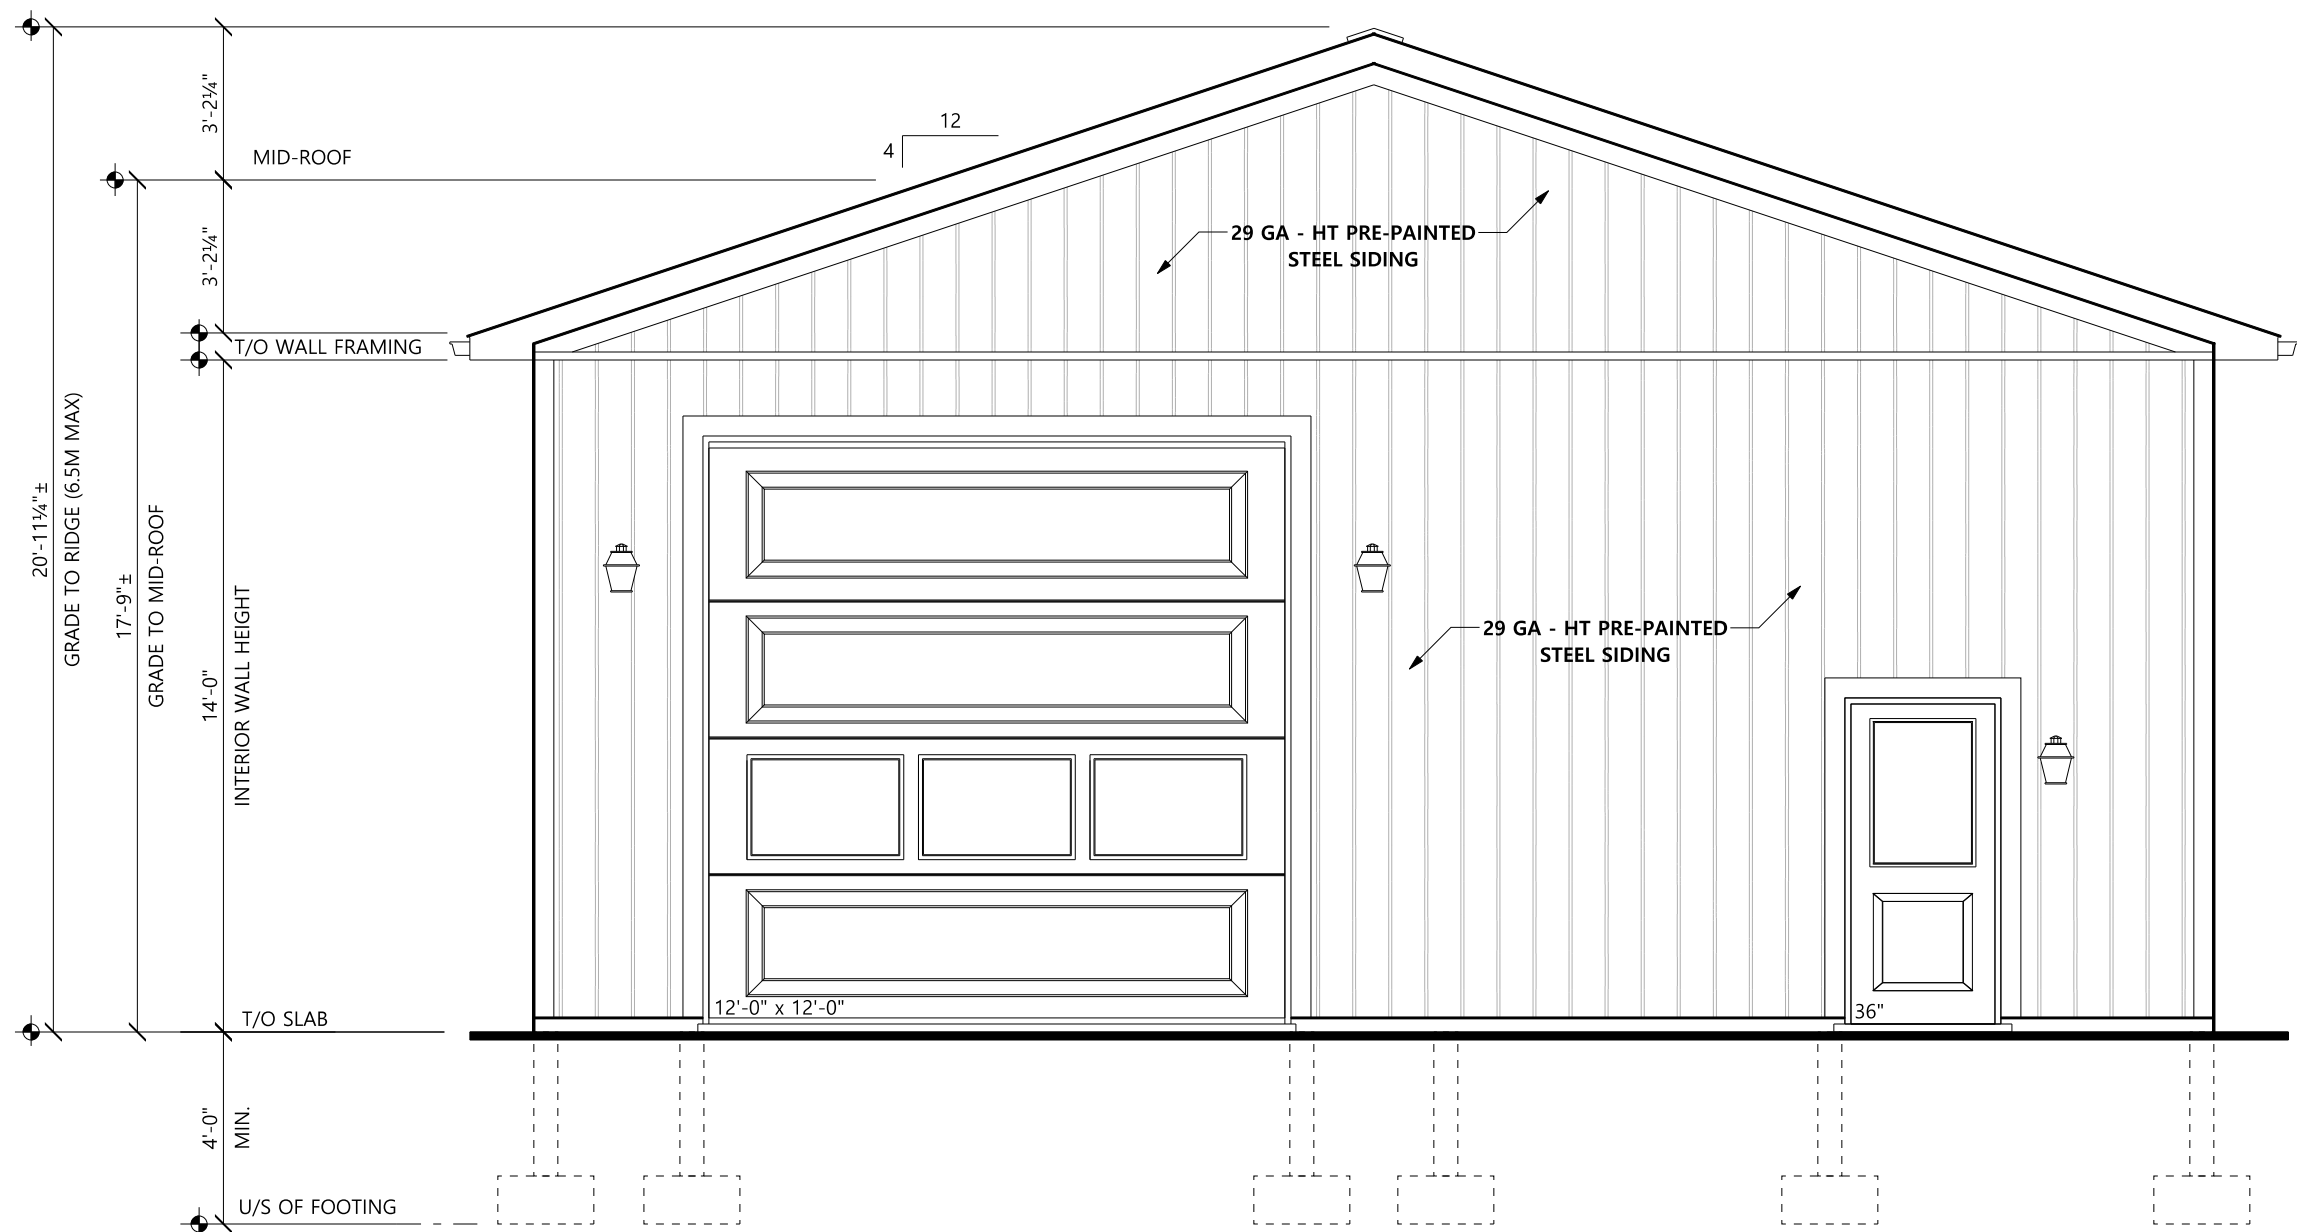 3'-2¼"
12
4
MID-ROOF
29 GA - HT PRE-PAINTED
STEEL SIDING
3'-2¼"
T/O WALL FRAMING
20'-11¼"±
GRADE TO RIDGE (6.5M MAX)
17'-9"±
GRADE TO MID-ROOF
14'-0"
INTERIOR WALL HEIGHT
29 GA - HT PRE-PAINTED
STEEL SIDING
12'-0" x 12'-0"
36"
T/O SLAB
4'-0"
MIN.
U/S OF FOOTING